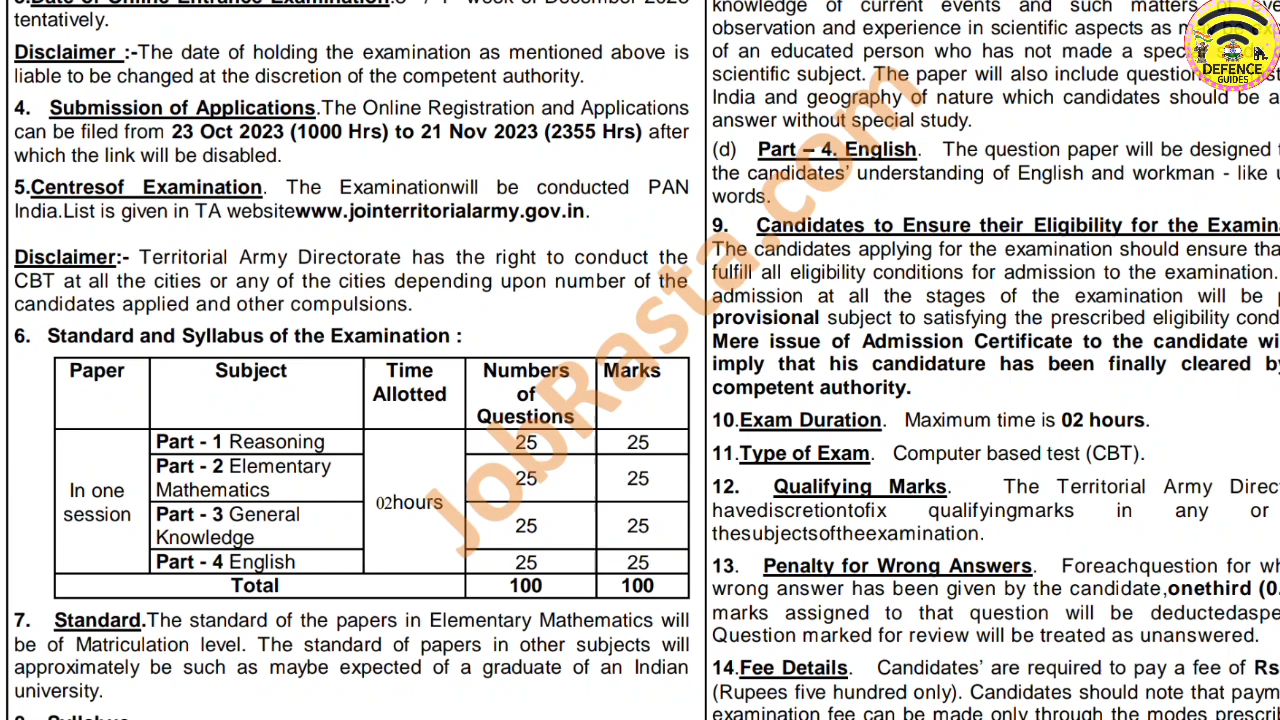 tentatively.
Disclaimer :-The date of holding the examination as mentioned above is
liable to be changed at the discretion of the competent authority.
4. Submission of Applications.The Online Registration and Applications
can be filed from 23 Oct 2023 (1000 Hrs) to 21 Nov 2023 (2355 Hrs) after
which the link will be disabled.
5.Centresof Examination. The Examinationwill be conducted PAN
India.List is given in TA websitewww.jointerritorialarmy.gov.in.
Disclaimer:- Territorial Army Directorate has the right to conduct the
CBT at all the cities or any of the cities depending upon number of the
candidates applied and other compulsions.
6. Standard and Syllabus of the Examination :
Paper Subject Time Allotted Numbers of Questions Marks
In one session
Part - 1 Reasoning 25 25
Part - 2 Elementary Mathematics 25 25
02hours
Part - 3 General Knowledge 25 25
Part - 4 English 25 25
Total 100 100
7. Standard.The standard of the papers in Elementary Mathematics will
be of Matriculation level. The standard of papers in other subjects will
approximately be such as maybe expected of a graduate of an Indian
university.
knowledge of current events and such matters of
observation and experience in scientific aspects as
of an educated person who has not made a
scientific subject. The paper will also include
India and geography of nature which candidates should be
answer without special study.
(d) Part – 4. English. The question paper will be designed
the candidates' understanding of English and workman - like
words.
9. Candidates to Ensure their Eligibility for the
The candidates applying for the examination should ensure
fulfill all eligibility conditions for admission to the examination.
admission at all the stages of the examination will be
provisional subject to satisfying the prescribed eligibility
Mere issue of Admission Certificate to the candidate
imply that his candidature has been finally cleared
competent authority.
10.Exam Duration. Maximum time is 02 hours.
11.Type of Exam. Computer based test (CBT).
12. Qualifying Marks. The Territorial Army
havediscretiontofix qualifyingmarks in any or
thesubjectsoftheexamination.
13. Penalty for Wrong Answers. Foreachquestion for
wrong answer has been given by the candidate,onethird
marks assigned to that question will be
Question marked for review will be treated as unanswered.
14.Fee Details. Candidates' are required to pay a fee of
(Rupees five hundred only). Candidates should note that
examination fee can be made only through the modes
JobRasta.com
DEFENCE
GUIDES